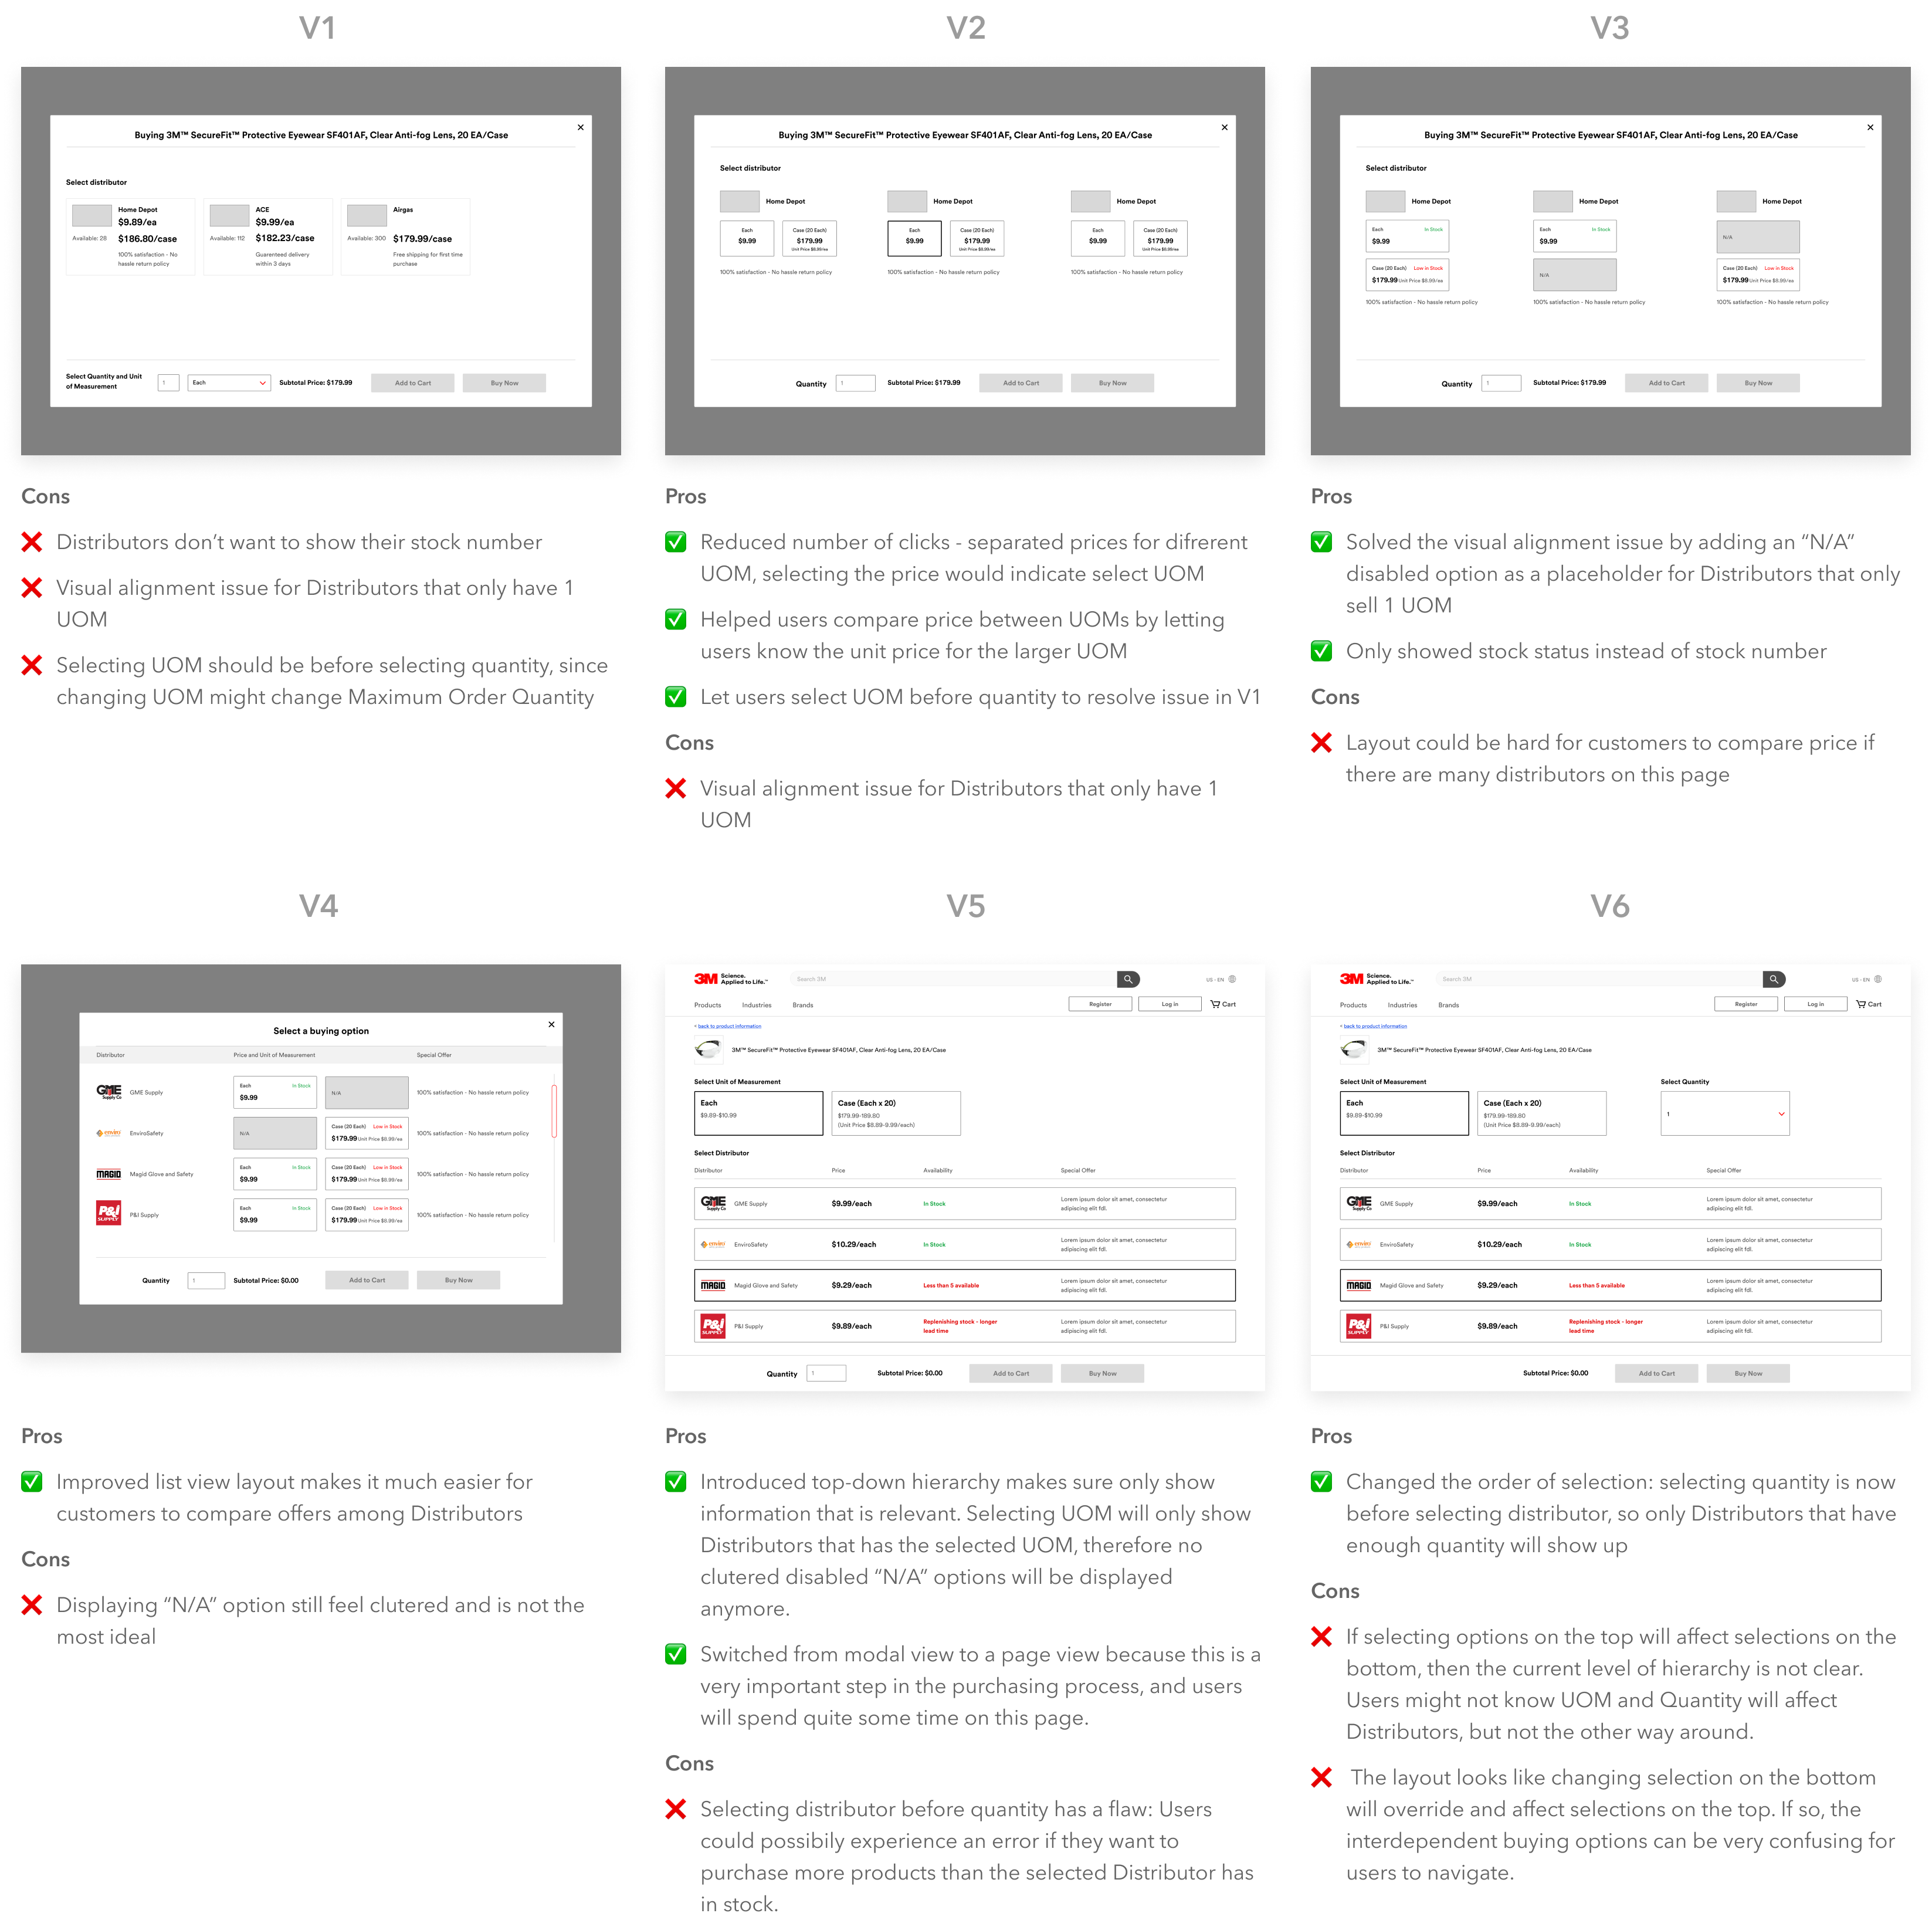 V1
Buying 3M™ SecureFit™ Protective Eyewear SF401AF, Clear Anti-fog Lens, 20 EA/Case
Select distributor
Home Depot
$9.89/ea
Available: 28
$186.80/case
100% satisfaction - No
hassle return policy
ACE
$9.99/ea
Available: 112
$182.23/case
Guarenteed delivery
within 3 days
Airgas
Available: 300
$179.99/case
Free shipping for first time
purchase
Select Quantity and Unit
of Measurement
1
Each
Subtotal Price: $179.99
Add to Cart
Buy Now
Cons
Distributors don’t want to show their stock number
Visual alignment issue for Distributors that only have 1
UOM
Selecting UOM should be before selecting quantity, since
changing UOM might change Maximum Order Quantity
V2
Buying 3M™ SecureFit™ Protective Eyewear SF401AF, Clear Anti-fog Lens, 20 EA/Case
Select distributor
Home Depot
Each
$9.99
Case (20 Each)
$179.99
Unit Price $8.99/ea
100% satisfaction - No hassle return policy
Home Depot
Each
$9.99
Case (20 Each)
$179.99
Unit Price $8.99/ea
100% satisfaction - No hassle return policy
Home Depot
Each
$9.99
Case (20 Each)
$179.99
Unit Price $8.99/ea
100% satisfaction - No hassle return policy
Quantity
1
Subtotal Price: $179.99
Add to Cart
Buy Now
Pros
Reduced number of clicks - separated prices for difrerent
UOM, selecting the price would indicate select UOM
Helped users compare price between UOMs by letting
users know the unit price for the larger UOM
Let users select UOM before quantity to resolve issue in V1
Cons
Visual alignment issue for Distributors that only have 1
UOM
V3
Buying 3M™ SecureFit™ Protective Eyewear SF401AF, Clear Anti-fog Lens, 20 EA/Case
Select distributor
Home Depot
Each In Stock
$9.99
Case (20 Each) Low in Stock
$179.99 Unit Price $8.99/ea
100% satisfaction - No hassle return policy
Home Depot
Each In Stock
$9.99
N/A
100% satisfaction - No hassle return policy
Home Depot
N/A
Case (20 Each) Low in Stock
$179.99 Unit Price $8.99/ea
100% satisfaction - No hassle return policy
Quantity
1
Subtotal Price: $179.99
Add to Cart
Buy Now
Pros
Solved the visual alignment issue by adding an “N/A”
disabled option as a placeholder for Distributors that only
sell 1 UOM
Only showed stock status instead of stock number
Cons
Layout could be hard for customers to compare price if
there are many distributors on this page
V4
Select a buying option
Distributor Price and Unit of Measurement Special Offer
GME
Supply Co
GME Supply
Each In Stock
$9.99
N/A
100% satisfaction - No hassle return policy
enviro
EnviroSafety
N/A
Case (20 Each) Low in Stock
$179.99 Unit Price $8.99/ea
100% satisfaction - No hassle return policy
MAGID
Magid Glove and Safety
Each In Stock
$9.99
Case (20 Each) Low in Stock
$179.99 Unit Price $8.99/ea
100% satisfaction - No hassle return policy
P&I
SUPPLY
P&I Supply
Each In Stock
$9.99
Case (20 Each) Low in Stock
$179.99 Unit Price $8.99/ea
100% satisfaction - No hassle return policy
Quantity
1
Subtotal Price: $0.00
Add to Cart
Buy Now
Pros
Improved list view layout makes it much easier for
customers to compare offers among Distributors
Cons
Displaying “N/A” option still feel clutered and is not the
most ideal
V5
3M Science.
Applied to Life.™
Search 3M
US - EN
Products Industries Brands
Register
Log in
Cart
< back to product information
3M™ SecureFit™ Protective Eyewear SF401AF, Clear Anti-fog Lens, 20 EA/Case
Select Unit of Measurement
Each
$9.89-$10.99
Case (Each x 20)
$179.99-189.80
(Unit Price $8.89-9.99/each)
Select Distributor
Distributor Price Availability Special Offer
GME
Supply Co
GME Supply
$9.99/each
In Stock
Lorem ipsum dolor sit amet, consectetur
adipiscing elit fdl.
enviro
EnviroSafety
$10.29/each
In Stock
Lorem ipsum dolor sit amet, consectetur
adipiscing elit fdl.
MAGID
Magid Glove and Safety
$9.29/each
Less than 5 available
Lorem ipsum dolor sit amet, consectetur
adipiscing elit fdl.
P&I
SUPPLY
P&I Supply
$9.89/each
Replenishing stock - longer
lead time
Lorem ipsum dolor sit amet, consectetur
adipiscing elit fdl.
Quantity
1
Subtotal Price: $0.00
Add to Cart
Buy Now
Pros
Introduced top-down hierarchy makes sure only show
information that is relevant. Selecting UOM will only show
Distributors that has the selected UOM, therefore no
clutered disabled “N/A” options will be displayed
anymore.
Switched from modal view to a page view because this is a
very important step in the purchasing process, and users
will spend quite some time on this page.
Cons
Selecting distributor before quantity has a flaw: Users
could possibily experience an error if they want to
purchase more products than the selected Distributor has
in stock.
V6
3M Science.
Applied to Life.™
Search 3M
US - EN
Products Industries Brands
Register
Log in
Cart
< back to product information
3M™ SecureFit™ Protective Eyewear SF401AF, Clear Anti-fog Lens, 20 EA/Case
Select Unit of Measurement
Each
$9.89-$10.99
Case (Each x 20)
$179.99-189.80
(Unit Price $8.89-9.99/each)
Select Quantity
1
Select Distributor
Distributor Price Availability Special Offer
GME
Supply Co
GME Supply
$9.99/each
In Stock
Lorem ipsum dolor sit amet, consectetur
adipiscing elit fdl.
enviro
EnviroSafety
$10.29/each
In Stock
Lorem ipsum dolor sit amet, consectetur
adipiscing elit fdl.
MAGID
Magid Glove and Safety
$9.29/each
Less than 5 available
Lorem ipsum dolor sit amet, consectetur
adipiscing elit fdl.
P&I
SUPPLY
P&I Supply
$9.89/each
Replenishing stock - longer
lead time
Lorem ipsum dolor sit amet, consectetur
adipiscing elit fdl.
Subtotal Price: $0.00
Add to Cart
Buy Now
Pros
Changed the order of selection: selecting quantity is now
before selecting distributor, so only Distributors that have
enough quantity will show up
Cons
If selecting options on the top will affect selections on the
bottom, then the current level of hierarchy is not clear.
Users might not know UOM and Quantity will affect
Distributors, but not the other way around.
The layout looks like changing selection on the bottom
will override and affect selections on the top. If so, the
interdependent buying options can be very confusing for
users to navigate.